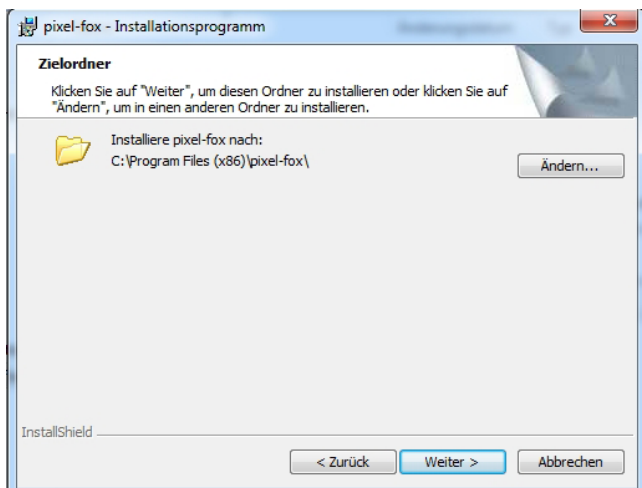 pixel-fox - Installationsprogramm
Zielordner
Klicken Sie auf "Weiter", um diesen Ordner zu installieren oder klicken Sie auf
"Ändern", um in einen anderen Ordner zu installieren.
Installiere pixel-fox nach:
C:\Program Files (x86)\pixel-fox\
Ändern...
InstallShield
< Zurück
Weiter >
Abbrechen